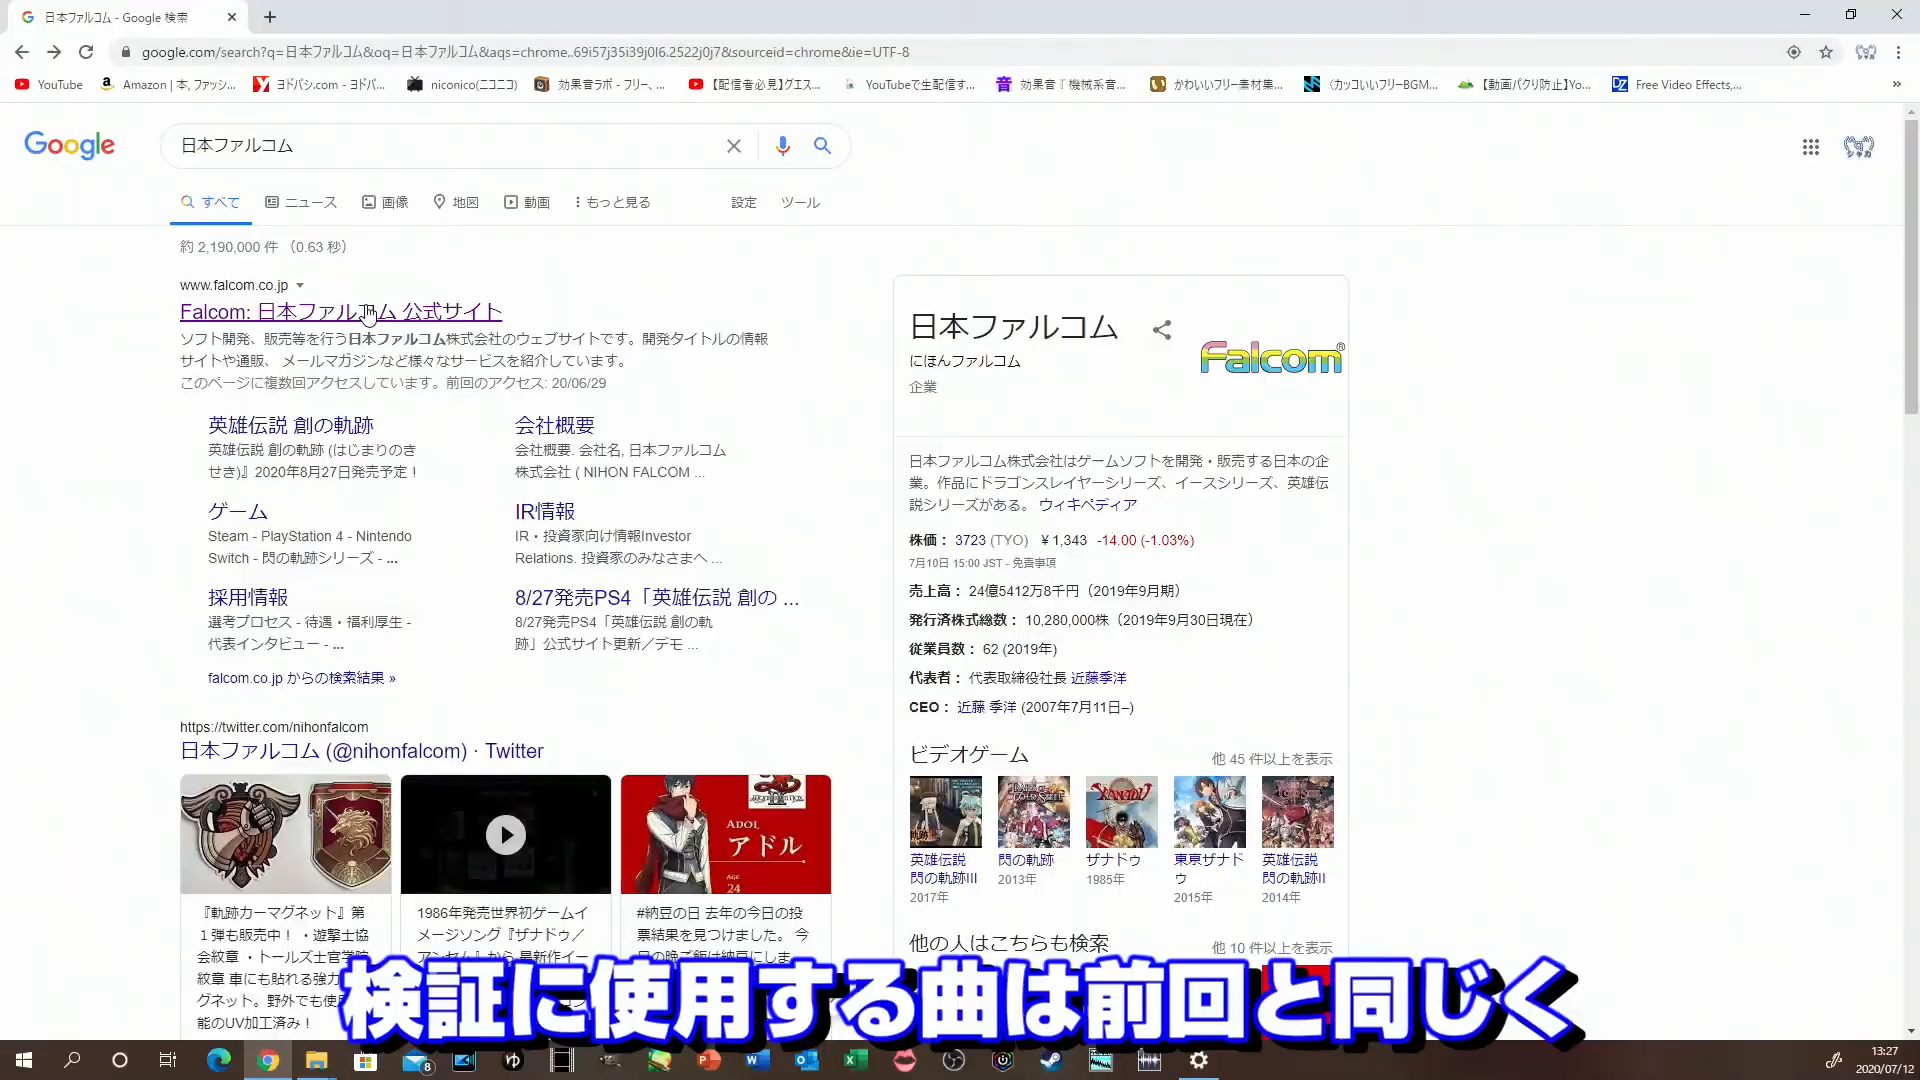 日本ファルコム - Google 検索
google.com/search?q=日本ファルコム&oq=日本ファルコム&aqs=chrome..69i57j35i39j0l6.2522j0j7&sourceid=chrome&ie=UTF-8
YouTube
Amazon | 本, ファッシ...
ヨドバシ.com - ヨドバ...
niconico(ニコニコ)
効果音ラボ - フリー、...
【配信者必見】グエス...
YouTubeで生配信す...
効果音『 機械系音...
かわいいフリー素材集...
〈カッコいいフリーBGM...
【動画パクり防止】Yo...
Free Video Effects,...
Google
日本ファルコム
すべて
ニュース
画像
地図
動画
もっと見る
設定
ツール
約 2,190,000 件 （0.63 秒）
www.falcom.co.jp
Falcom: 日本ファルコム 公式サイト
ソフト開発、販売等を行う日本ファルコム株式会社のウェブサイトです。開発タイトルの情報
サイトや通販、 メールマガジンなど様々なサービスを紹介しています。
このページに複数回アクセスしています。前回のアクセス: 20/06/29
英雄伝説 創の軌跡
英雄伝説 創の軌跡 (はじまりのき
せき)』2020年8月27日発売予定！
会社概要
会社概要. 会社名, 日本ファルコム
株式会社 ( NIHON FALCOM ...
ゲーム
Steam - PlayStation 4 - Nintendo
Switch - 閃の軌跡シリーズ - ...
IR情報
IR・投資家向け情報Investor
Relations. 投資家のみなさまへ ...
採用情報
選考プロセス - 待遇・福利厚生 -
代表インタビュー - ...
8/27発売PS4「英雄伝説 創の ...
8/27発売PS4「英雄伝説 創の軌
跡」公式サイト更新／デモ ...
falcom.co.jp からの検索結果 »
https://twitter.com/nihonfalcom
日本ファルコム (@nihonfalcom) · Twitter
ADOL
アドル
AGE
24
『軌跡カーマグネット』第
１弾も販売中！ ・遊撃士協
会紋章 ・トールズ士官学院
紋章 車にも貼れる強力
グネット。野外でも使
能のUV加工済み！
1986年発売世界初ゲームイ
メージソング『ザナドゥ／
#納豆の日 去年の今日の投
票結果を見つけました。 今
日本ファルコム
にほんファルコム
企業
Falcom®
日本ファルコム株式会社はゲームソフトを開発・販売する日本の企
業。作品にドラゴンスレイヤーシリーズ、イースシリーズ、英雄伝
説シリーズがある。 ウィキペディア
株価： 3723 (TYO) ￥1,343 -14.00 (-1.03%)
7月10日 15:00 JST - 免責事項
売上高： 24億5412万8千円（2019年9月期）
発行済株式総数： 10,280,000株（2019年9月30日現在）
従業員数： 62 (2019年)
代表者： 代表取締役社長 近藤季洋
CEO： 近藤 季洋 (2007年7月11日–)
ビデオゲーム
他 45 件以上を表示
XANADU
英雄伝説
閃の軌跡III
2017年
閃の軌跡
2013年
ザナドゥ
1985年
東亰ザナド
ゥ
2015年
英雄伝説
閃の軌跡II
2014年
他の人はこちらも検索
他 10 件以上を表示
検証に使用する曲は前回と同じく
8
13:27
2020/07/12